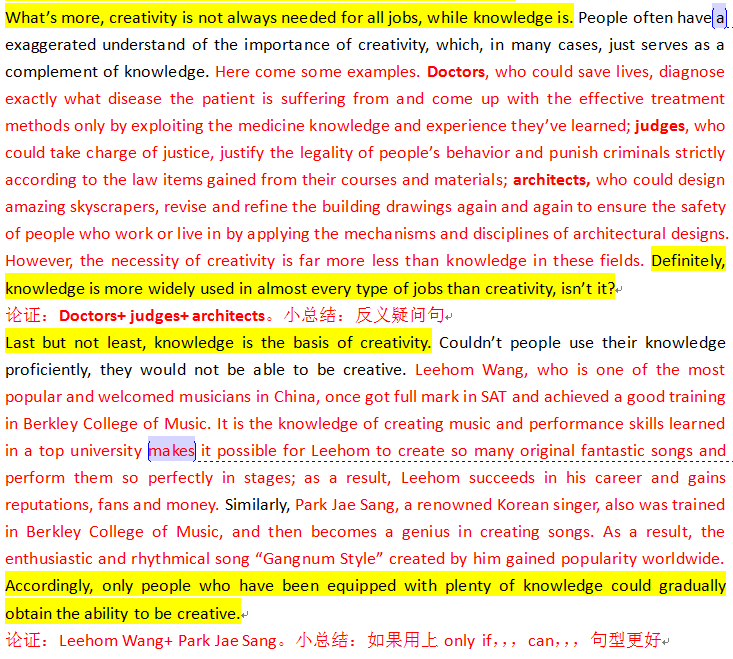 What's more, creativity is not always needed for all jobs, while knowledge is. People often have a
exaggerated understand of the importance of creativity, which, in many cases, just serves as a
complement of knowledge. Here come some examples. Doctors, who could save lives, diagnose
exactly what disease the patient is suffering from and come up with the effective treatment
methods only by exploiting the medicine knowledge and experience they've learned; judges, who
could take charge of justice, justify the legality of people's behavior and punish criminals strictly
according to the law items gained from their courses and materials; architects, who could design
amazing skyscrapers, revise and refine the building drawings again and again to ensure the safety
of people who work or live in by applying the mechanisms and disciplines of architectural designs.
However, the necessity of creativity is far more less than knowledge in these fields. Definitely,
knowledge is more widely used in almost every type of jobs than creativity, isn't it?
论证：Doctors+ judges+ architects。小总结：反义疑问句
Last but not least, knowledge is the basis of creativity. Couldn't people use their knowledge
proficiently, they would not be able to be creative. Leehom Wang, who is one of the most
popular and welcomed musicians in China, once got full mark in SAT and achieved a good training
in Berkley College of Music. It is the knowledge of creating music and performance skills learned
in a top university makes it possible for Leehom to create so many original fantastic songs and
perform them so perfectly in stages; as a result, Leehom succeeds in his career and gains
reputations, fans and money. Similarly, Park Jae Sang, a renowned Korean singer, also was trained
in Berkley College of Music, and then becomes a genius in creating songs. As a result, the
enthusiastic and rhythmical song “Gangnum Style” created by him gained popularity worldwide.
Accordingly, only people who have been equipped with plenty of knowledge could gradually
obtain the ability to be creative.
论证：Leehom Wang+ Park Jae Sang。小总结：如果用上 only if，，，can，，，句型更好